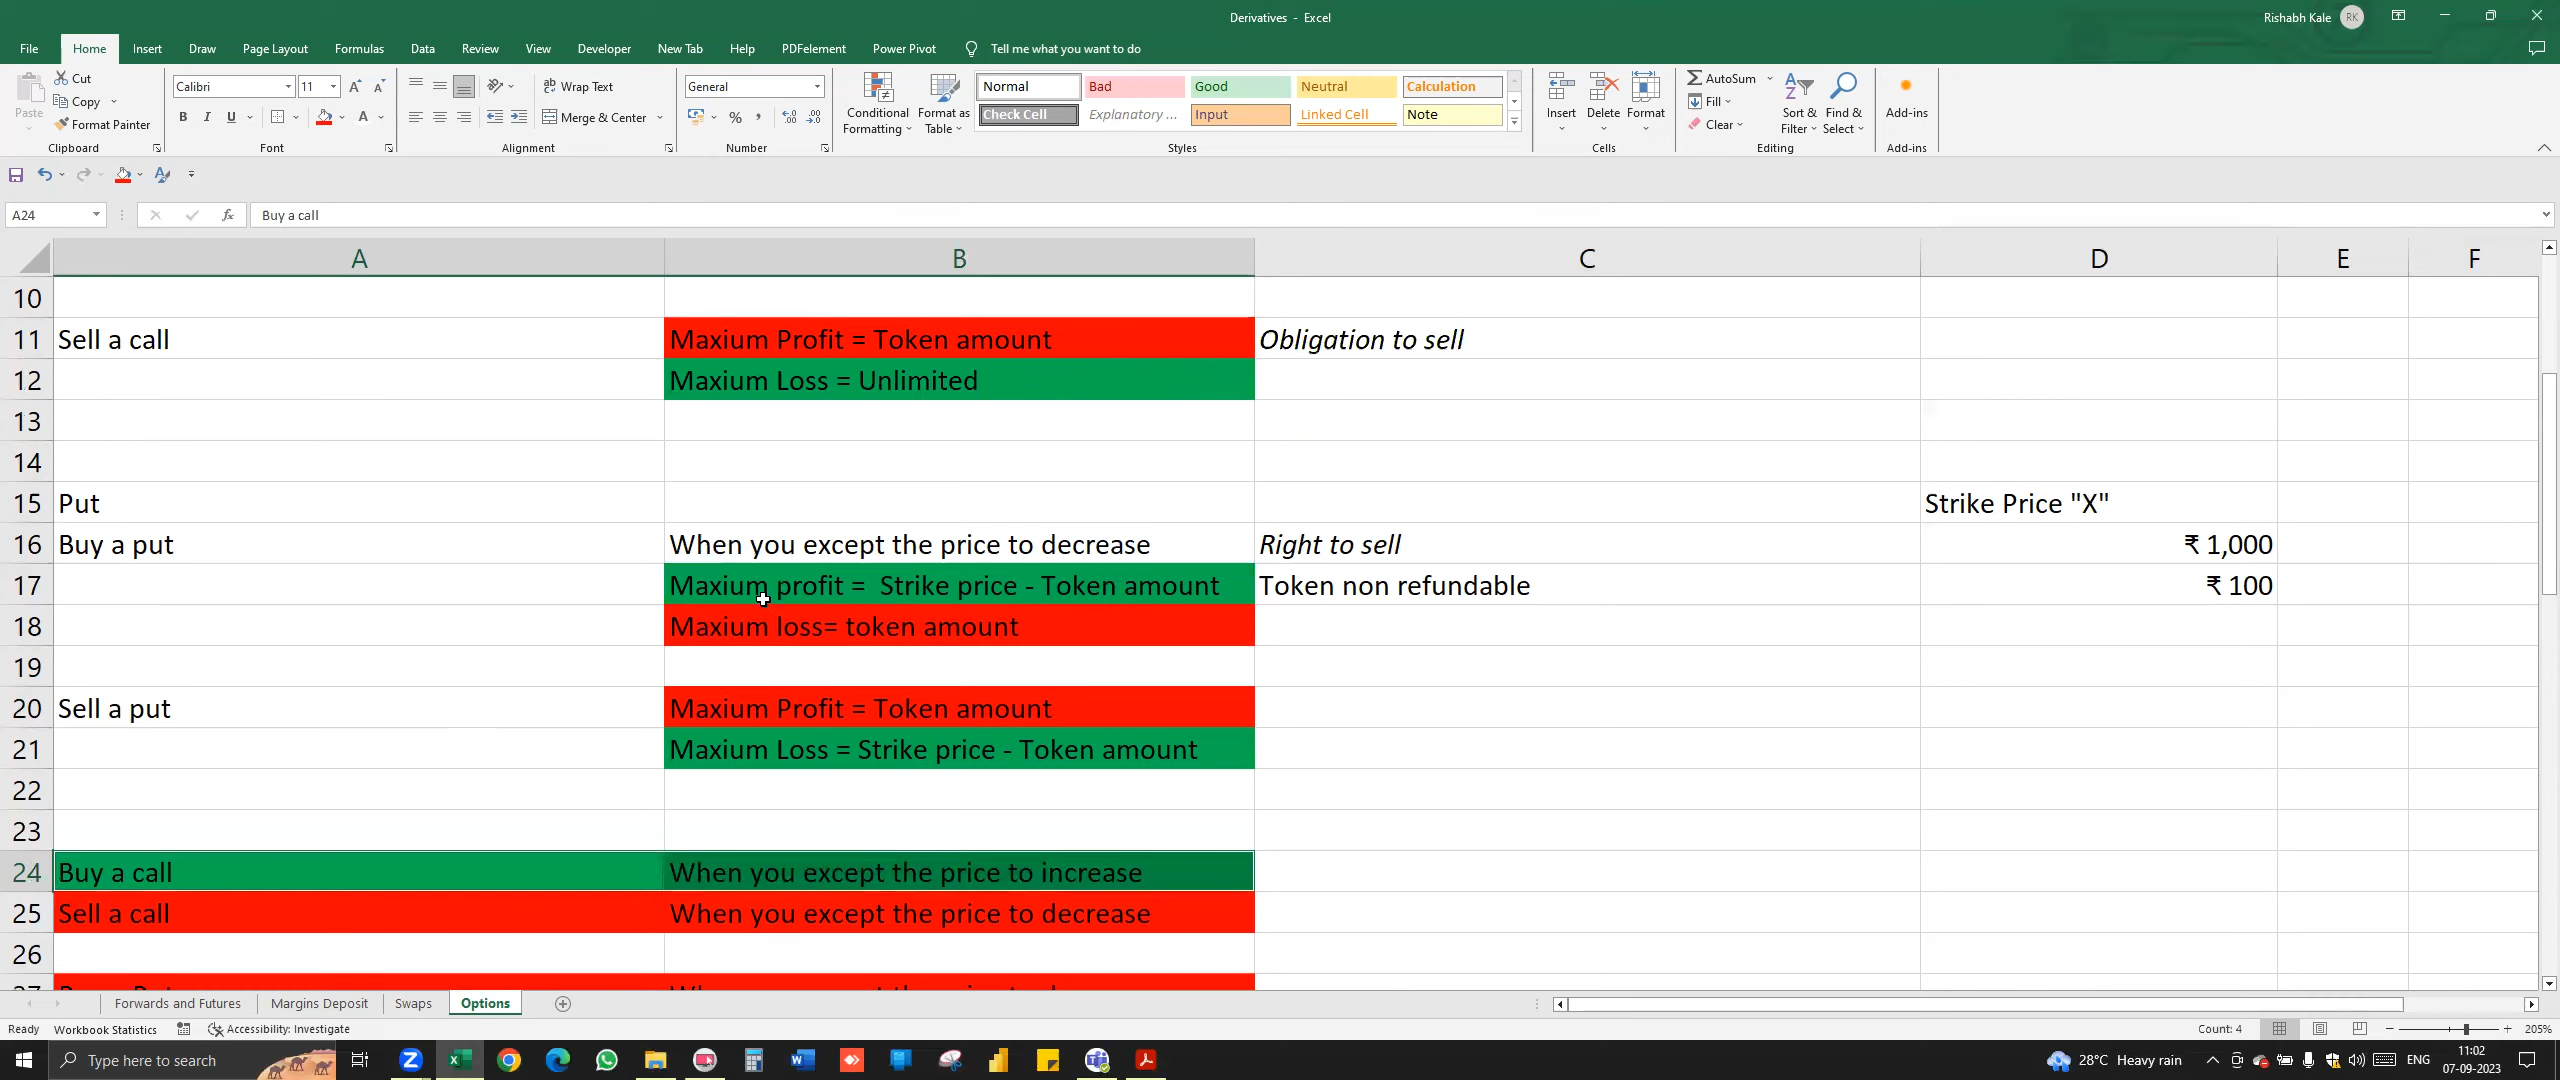 Derivatives - Excel
Rishabh Kale
RK
File Home Insert Draw Page Layout Formulas Data Review View Developer New Tab Help PDFelement Power Pivot Tell me what you want to do
Paste
Cut
Copy
Format Painter
Clipboard
Calibri 11
B I U
Font
Wrap Text
Merge & Center
Alignment
General
%
Number
Conditional Formatting
Format as Table
Normal Bad Good Neutral Calculation
Check Cell Explanatory ... Input Linked Cell Note
Styles
Insert Delete Format
Cells
AutoSum
Fill
Clear
Sort & Filter
Find & Select
Editing
Add-ins
Add-ins
A24 fx Buy a call
A B C D E F
10
11 Sell a call Maxium Profit = Token amount Obligation to sell
12 Maxium Loss = Unlimited
13
14
15 Put Strike Price "X"
16 Buy a put When you except the price to decrease Right to sell ₹ 1,000
17 Maxium profit = Strike price - Token amount Token non refundable ₹ 100
18 Maxium loss= token amount
19
20 Sell a put Maxium Profit = Token amount
21 Maxium Loss = Strike price - Token amount
22
23
24 Buy a call When you except the price to increase
25 Sell a call When you except the price to decrease
26
Forwards and Futures Margins Deposit Swaps Options
Ready Workbook Statistics Accessibility: Investigate Count: 4 205%
Type here to search 28°C Heavy rain ENG 11:02
07-09-2023